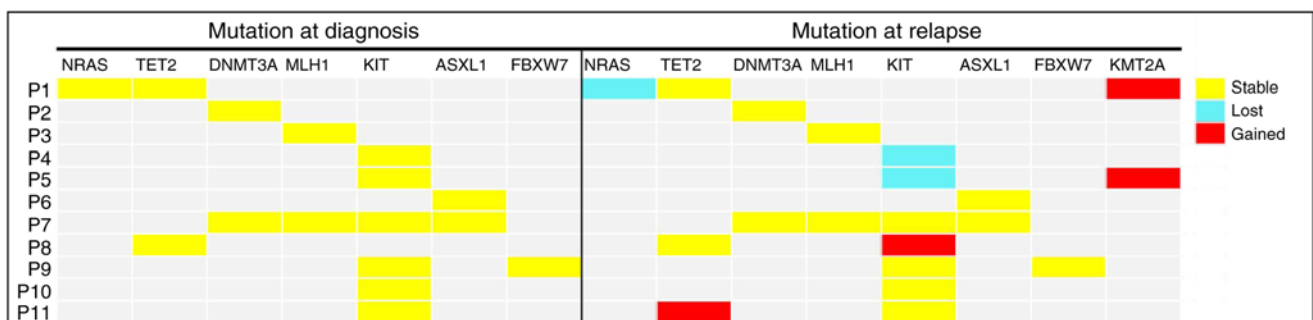 Mutation at diagnosis Mutation at relapse
NRAS TET2 DNMT3A MLH1 KIT ASXL1 FBXW7 NRAS TET2 DNMT3A MLH1 KIT ASXL1 FBXW7 KMT2A
P1 Stable
P2 Lost
P3 Gained
P4
P5
P6
P7
P8
P9
P10
P11